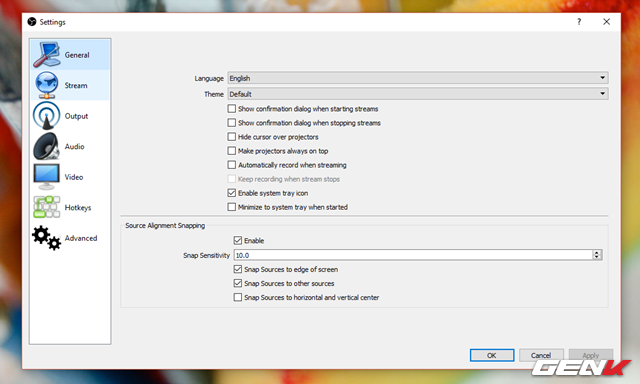 Settings
General
Stream
Output
Audio
Video
Hotkeys
Advanced
Language English
Theme Default
Show confirmation dialog when starting streams
Show confirmation dialog when stopping streams
Hide cursor over projectors
Make projectors always on top
Automatically record when streaming
Keep recording when stream stops
Enable system tray icon
Minimize to system tray when started
Source Alignment Snapping
Enable
Snap Sensitivity 10.0
Snap Sources to edge of screen
Snap Sources to other sources
Snap Sources to horizontal and vertical center
OK Cancel Apply
GENK